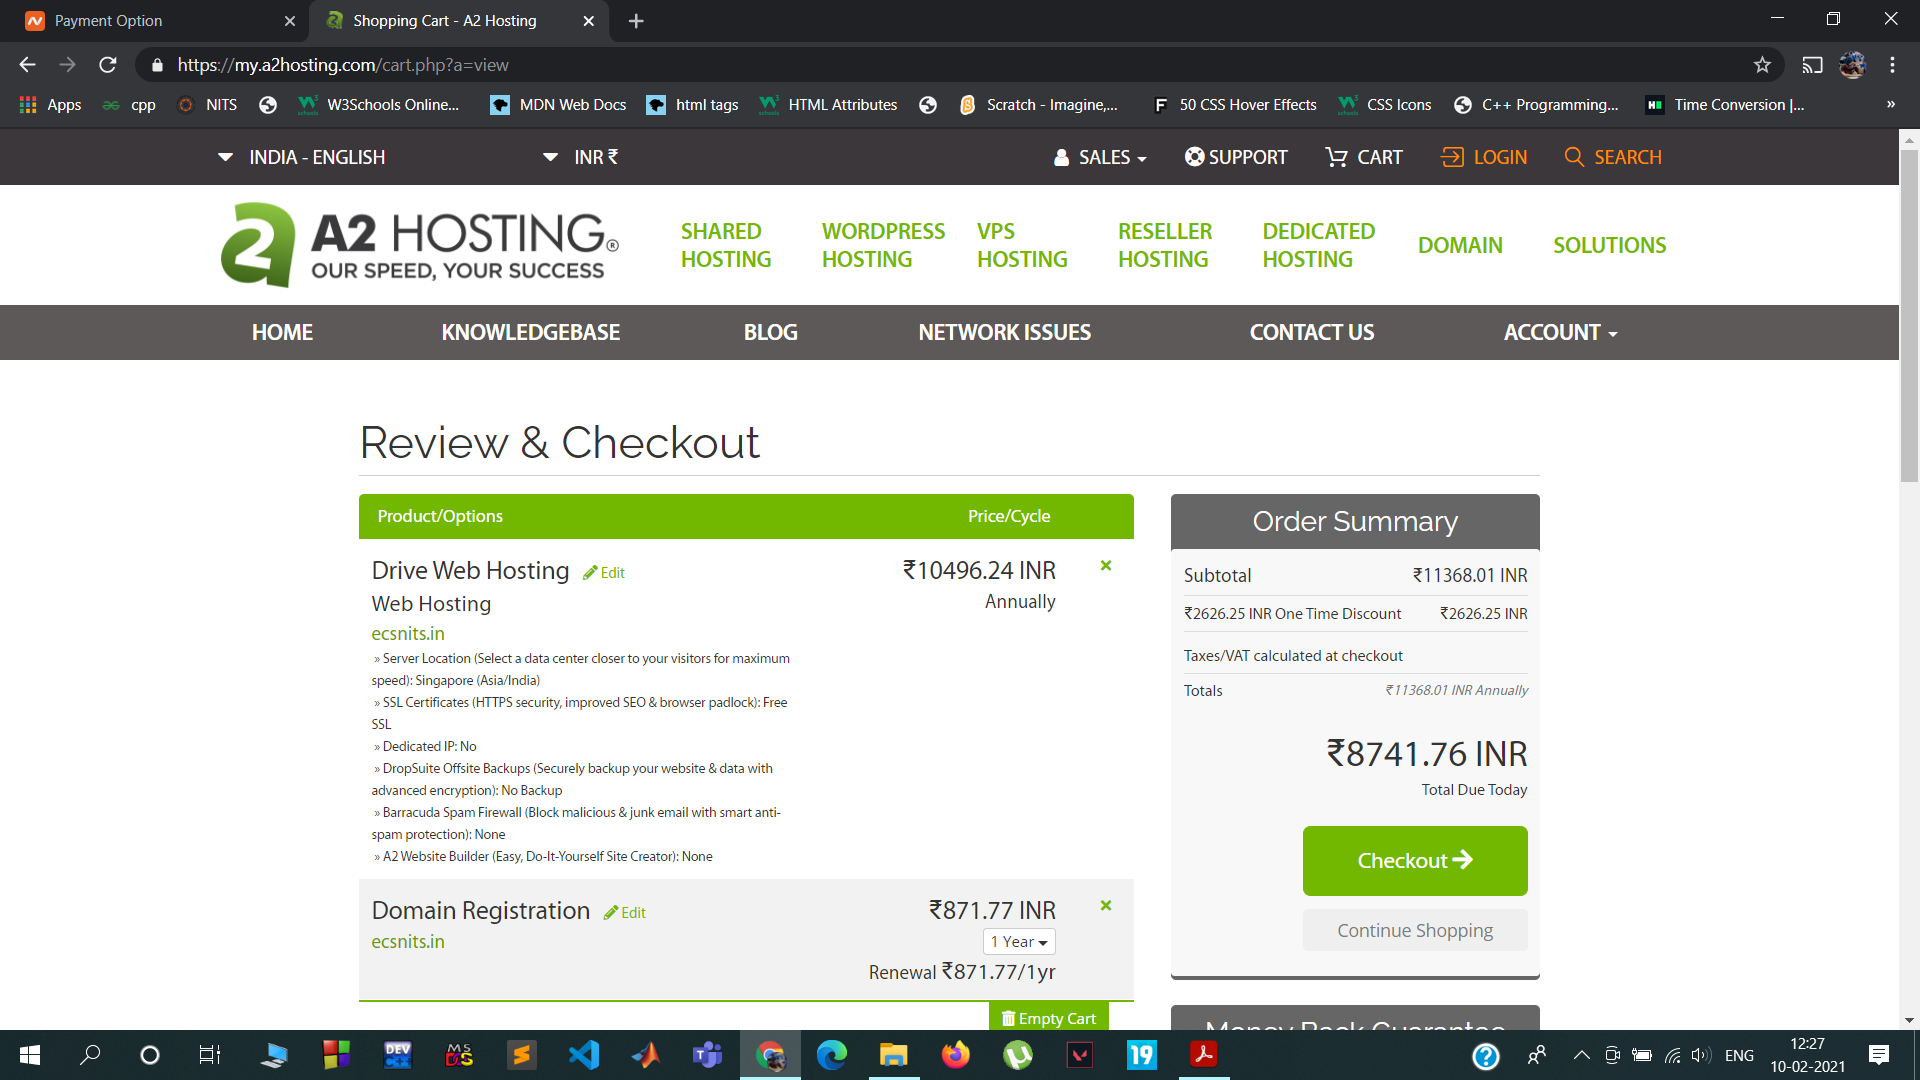 Payment Option
Shopping Cart - A2 Hosting
https://my.a2hosting.com/cart.php?a=view
Apps cpp NITS W3Schools Online... MDN Web Docs html tags HTML Attributes Scratch - Imagine,... 50 CSS Hover Effects CSS Icons C++ Programming... Time Conversion |... »
INDIA - ENGLISH INR ₹ SALES SUPPORT CART LOGIN SEARCH
A2 HOSTING®
OUR SPEED, YOUR SUCCESS
SHARED
HOSTING
WORDPRESS
HOSTING
VPS
HOSTING
RESELLER
HOSTING
DEDICATED
HOSTING
DOMAIN
SOLUTIONS
HOME KNOWLEDGEBASE BLOG NETWORK ISSUES CONTACT US ACCOUNT
Review & Checkout
Product/Options Price/Cycle
Drive Web Hosting Edit ₹10496.24 INR
Web Hosting Annually
ecsnits.in
» Server Location (Select a data center closer to your visitors for maximum
speed): Singapore (Asia/India)
» SSL Certificates (HTTPS security, improved SEO & browser padlock): Free
SSL
» Dedicated IP: No
» DropSuite Offsite Backups (Securely backup your website & data with
advanced encryption): No Backup
» Barracuda Spam Firewall (Block malicious & junk email with smart anti-
spam protection): None
» A2 Website Builder (Easy, Do-It-Yourself Site Creator): None
Domain Registration Edit ₹871.77 INR
ecsnits.in 1 Year
Renewal ₹871.77/1yr
Empty Cart
Order Summary
Subtotal ₹11368.01 INR
₹2626.25 INR One Time Discount ₹2626.25 INR
Taxes/VAT calculated at checkout
Totals ₹11368.01 INR Annually
₹8741.76 INR
Total Due Today
Checkout
Continue Shopping
Money Back Guarantee
DEV
C++
MS
DOS
19
ENG
12:27
10-02-2021